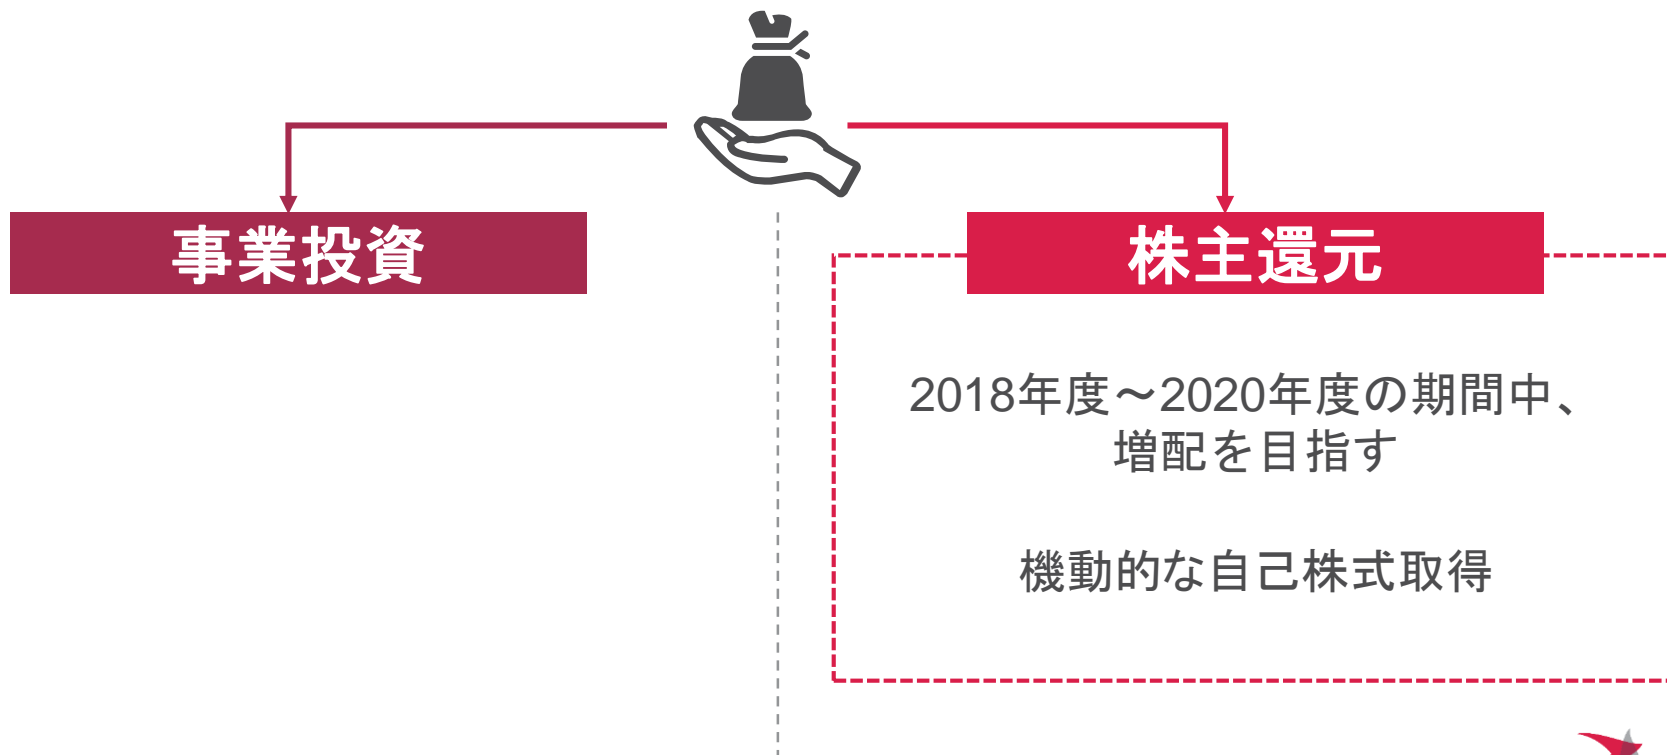 事業投資
株主還元
2018年度～2020年度の期間中、
増配を目指す
機動的な自己株式取得